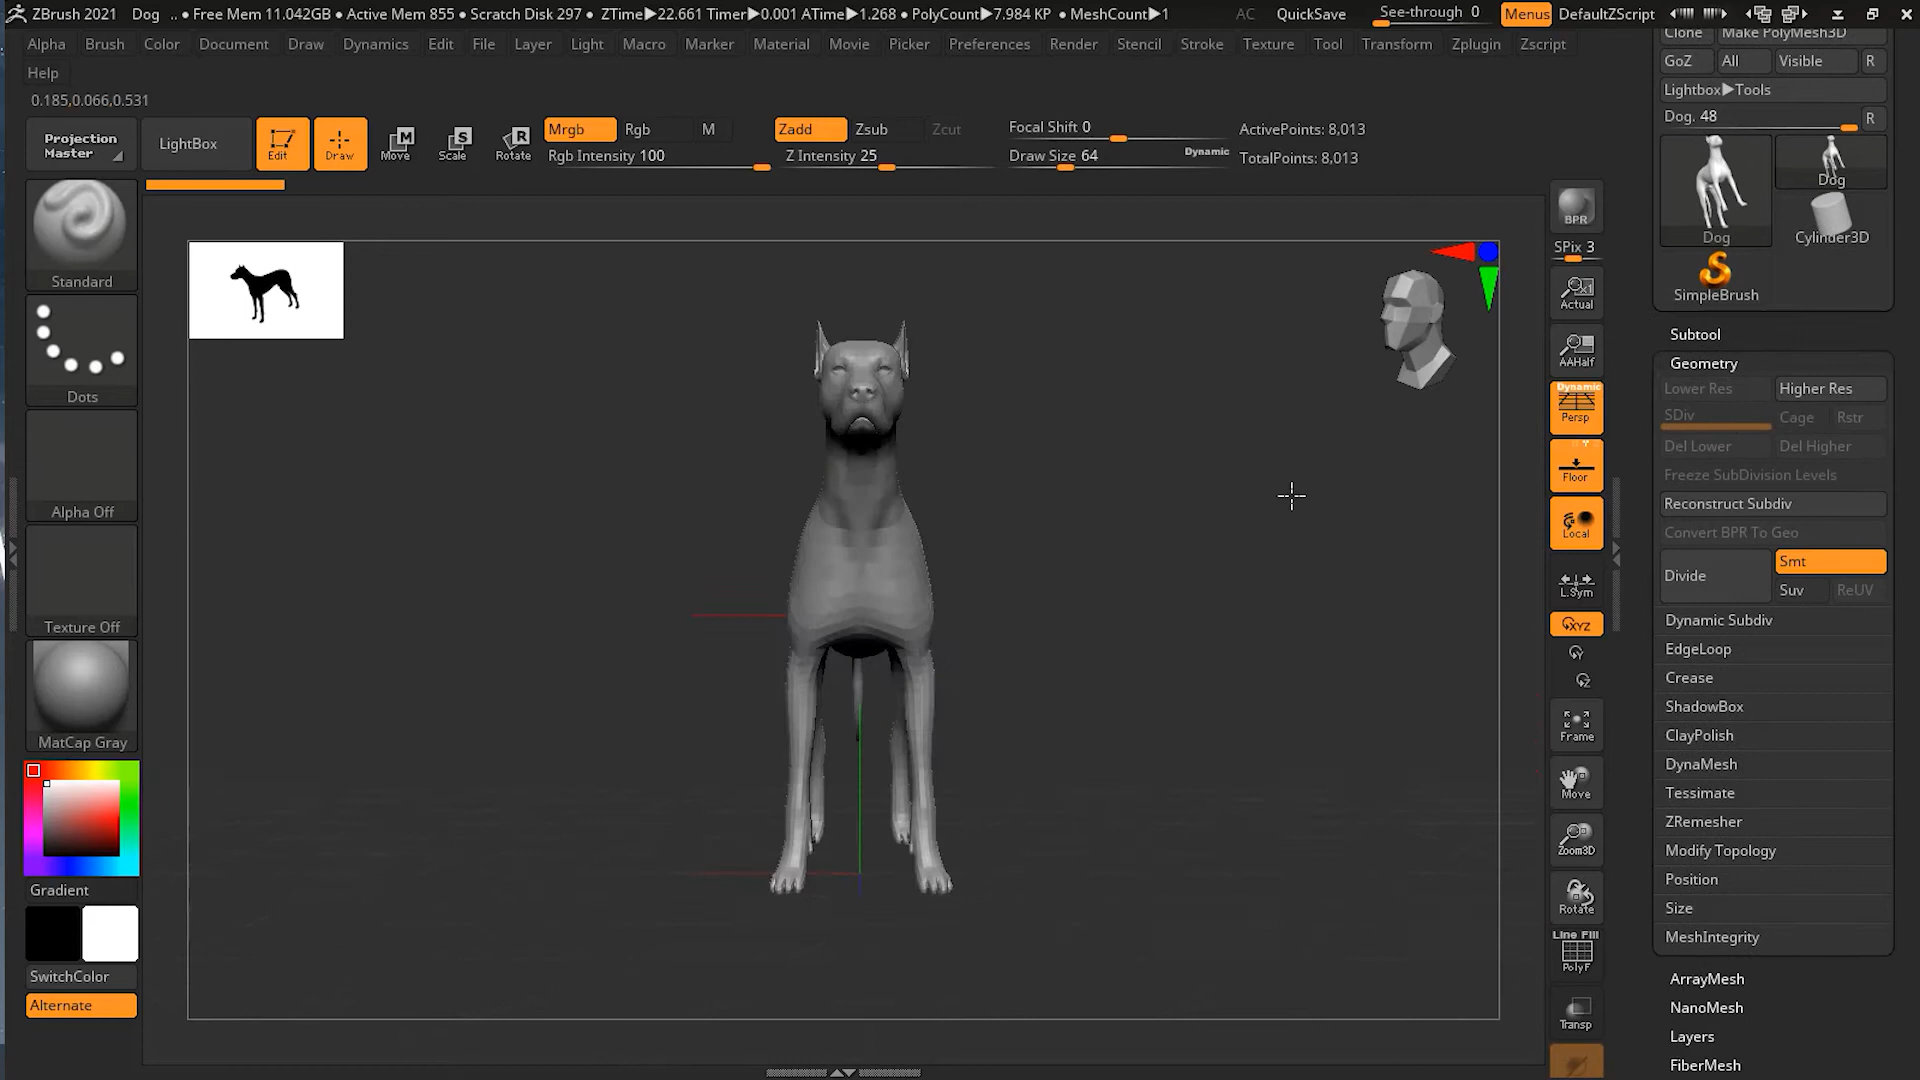 ZBrush 2021 Dog .. • Free Mem 11.042GB • Active Mem 855 • Scratch Disk 297 • ZTime▶22.661 Timer▶0.001 ATime▶1.268 • PolyCount▶7.984 KP • MeshCount▶1 AC QuickSave See-through 0 Menus DefaultZScript
Alpha Brush Color Document Draw Dynamics Edit File Layer Light Macro Marker Material Movie Picker Preferences Render Stencil Stroke Texture Tool Transform Zplugin Zscript
Help
0.185,0.066,0.531
Projection
Master
LightBox
Edit
Draw
Move
Scale
Rotate
Mrgb Rgb M
Rgb Intensity 100
Zadd Zsub Zcut
Z Intensity 25
Focal Shift 0
Draw Size 64
Dynamic
ActivePoints: 8,013
TotalPoints: 8,013
Standard
Dots
Alpha Off
Texture Off
MatCap Gray
Gradient
SwitchColor
Alternate
BPR
SPix 3
Actual
AAHalf
Dynamic
Persp
Floor
Local
L.Sym
XYZ
Y
Z
Frame
Move
Zoom3D
Rotate
Line Fill
PolyF
Transp
Clone Make PolyMesh3D
GoZ All Visible R
Lightbox▶Tools
Dog. 48 R
Dog
Dog
Cylinder3D
SimpleBrush
Subtool
Geometry
Lower Res Higher Res
SDiv Cage Rstr
Del Lower Del Higher
Freeze SubDivision Levels
Reconstruct Subdiv
Convert BPR To Geo
Divide Smt
Suv ReUV
Dynamic Subdiv
EdgeLoop
Crease
ShadowBox
ClayPolish
DynaMesh
Tessimate
ZRemesher
Modify Topology
Position
Size
MeshIntegrity
ArrayMesh
NanoMesh
Layers
FiberMesh